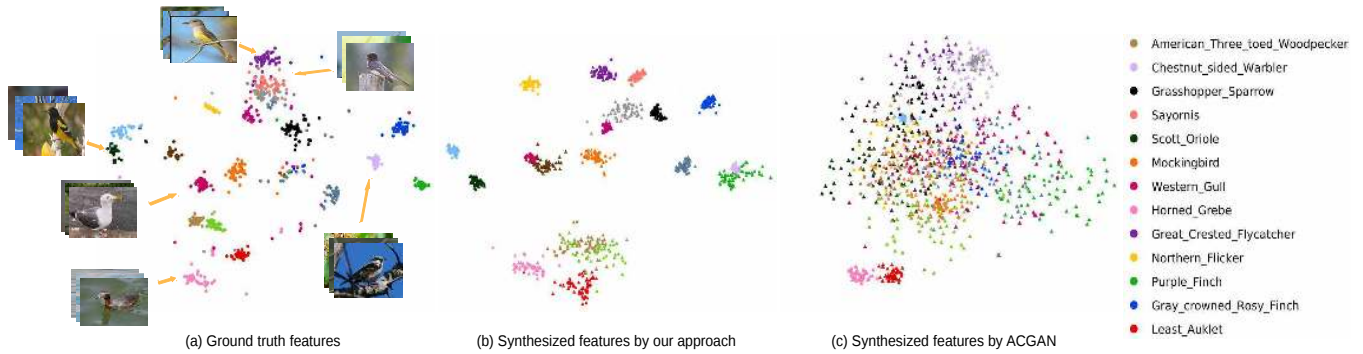 American_Three_toed_Woodpecker
Chestnut_sided_Warbler
Grasshopper_Sparrow
Sayornis
Scott_Oriole
Mockingbird
Western_Gull
Horned_Grebe
Great_Crested_Flycatcher
Northern_Flicker
Purple_Finch
Gray_crowned_Rosy_Finch
Least_Auklet
(a) Ground truth features
(b) Synthesized features by our approach
(c) Synthesized features by ACGAN